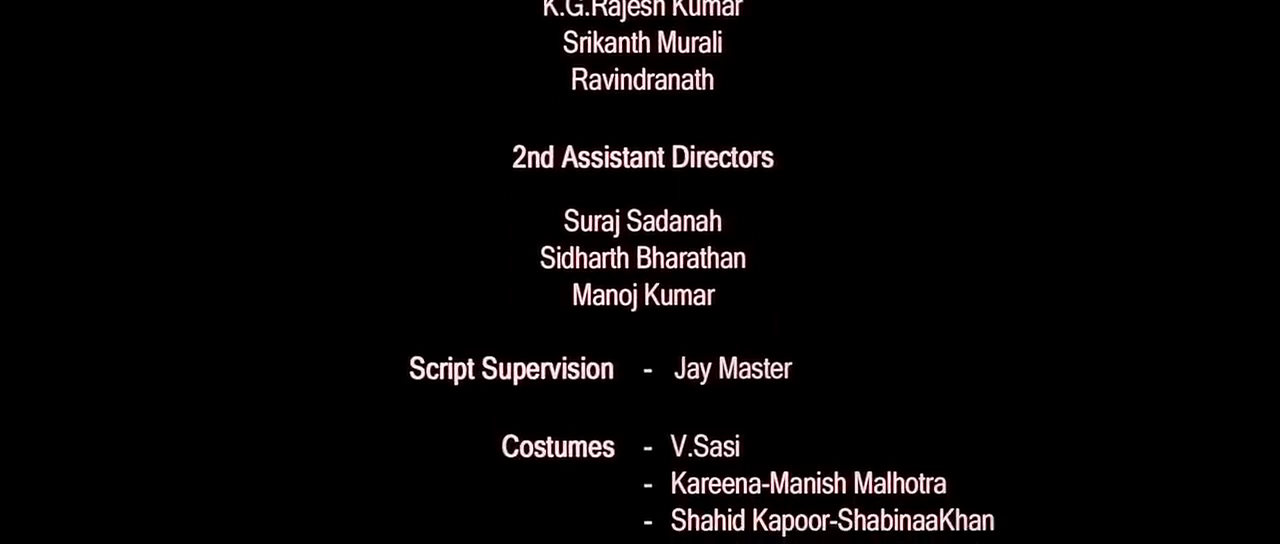 K.G.Rajesh Kumar
Srikanth Murali
Ravindranath
2nd Assistant Directors
Suraj Sadanah
Sidharth Bharathan
Manoj Kumar
Script Supervision - Jay Master
Costumes - V.Sasi
- Kareena-Manish Malhotra
- Shahid Kapoor-ShabinaaKhan